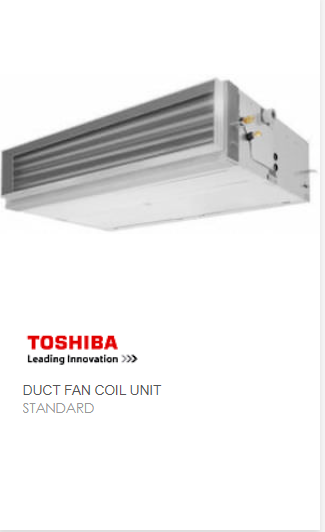 TOSHIBA
Leading Innovation >>>
DUCT FAN COIL UNIT
STANDARD